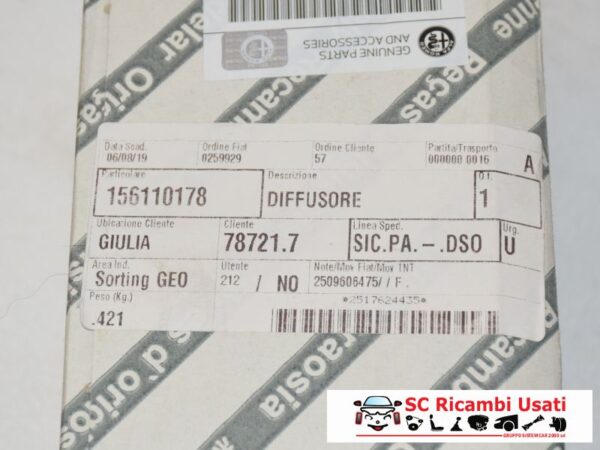 GENUINE PARTS
AND ACCESSORIES
Data Scad. Ordine Fiat Ordine Cliente Partita/Trasporto
06/08/19 0259929 57 000000 0016 A
Particolare Descrizione Q.t.
156110178 DIFFUSORE 1
Ubicazione Cliente Cliente Linea Sped. Urg.
GIULIA 78721.7 SIC.PA.-.DSO U
Area Ind. Utente Note/Mov Fiat/Mov TNT
Sorting GEO 212 / NO 2509606475/ / F .
Peso (Kg.) *2517624435*
.421
SC Ricambi Usati